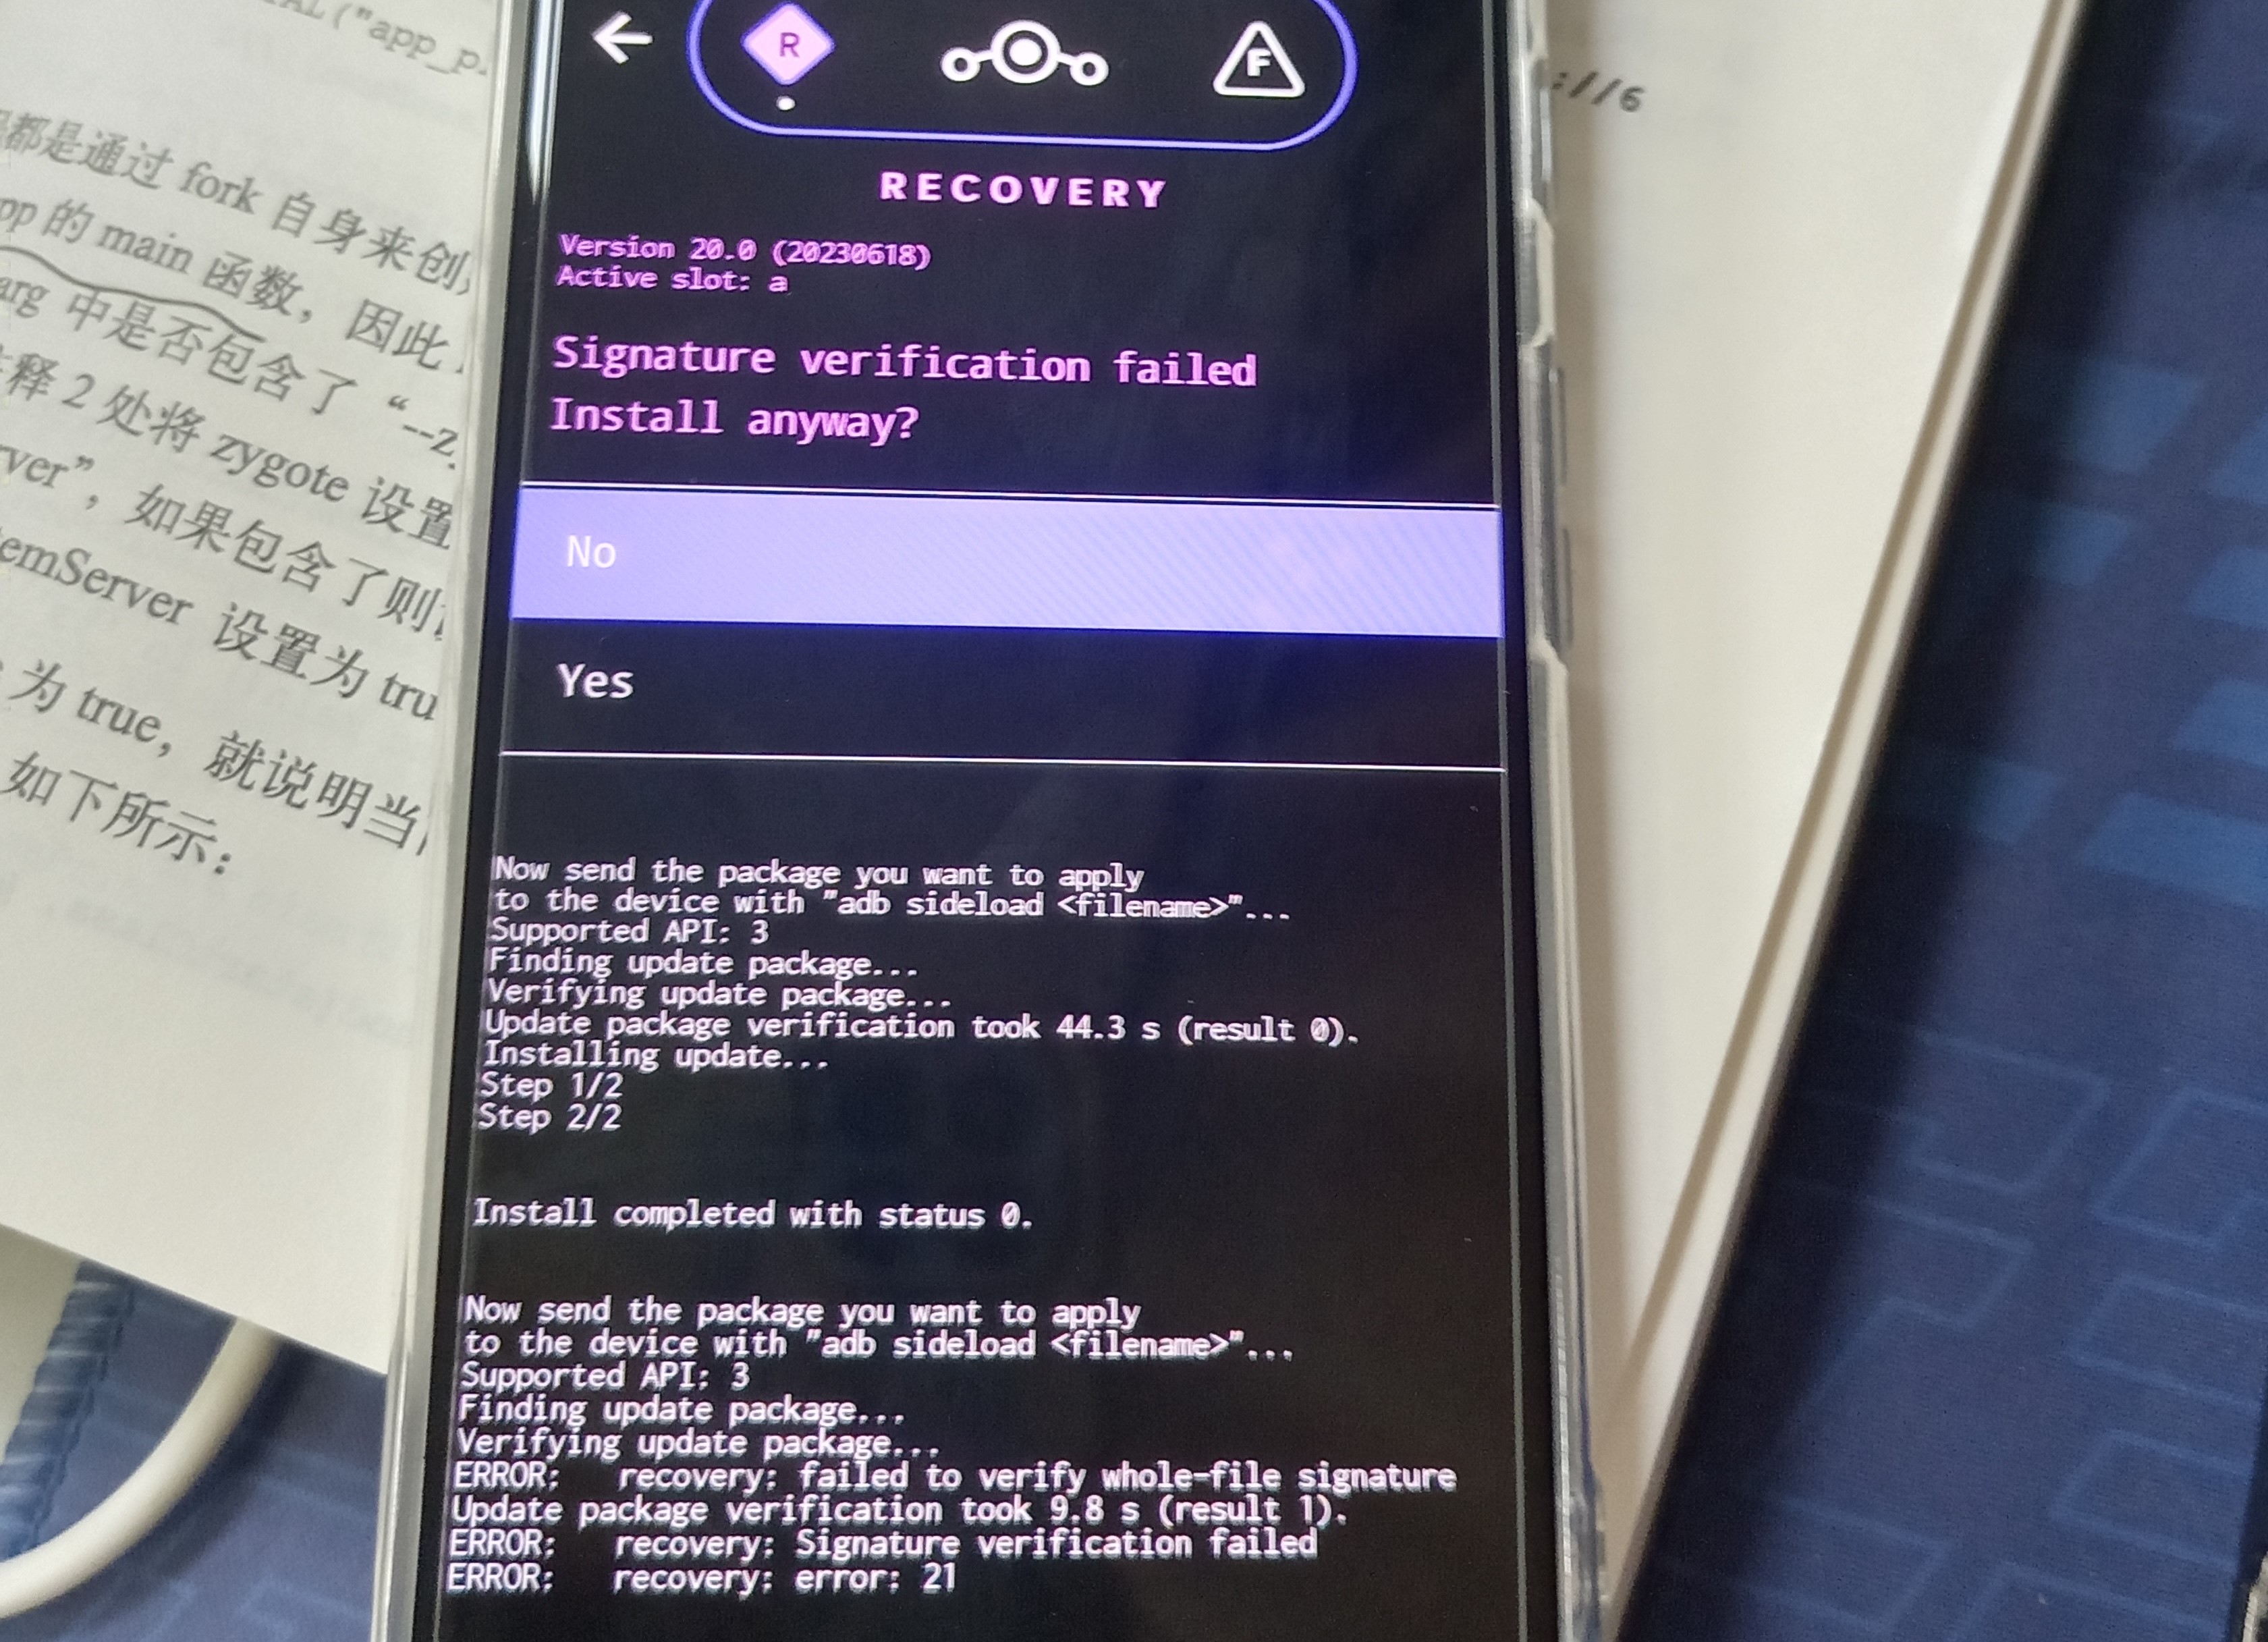 ("app_p
都是通过 fork 自身来创
的 main 函数，因此
arg 中是否包含了 “--z
释 2 处将 zygote 设置
”，如果包含了则
emServer 设置为 tru
为 true，就说明当
如下所示：
://6
R
F
RECOVERY
Version 20.0 (20230618)
Active slot: a
Signature verification failed
Install anyway?
No
Yes
Now send the package you want to apply
to the device with "adb sideload <filename>"...
Supported API: 3
Finding update package...
Verifying update package...
Update package verification took 44.3 s (result 0).
Installing update...
Step 1/2
Step 2/2
Install completed with status 0.
Now send the package you want to apply
to the device with "adb sideload <filename>"...
Supported API: 3
Finding update package...
Verifying update package...
ERROR: recovery: failed to verify whole-file signature
Update package verification took 9.8 s (result 1).
ERROR: recovery: Signature verification failed
ERROR: recovery: error: 21